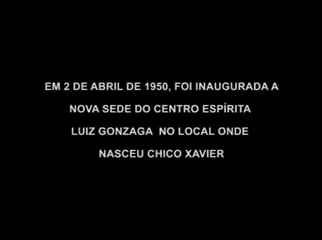 EM 2 DE ABRIL DE 1950, FOI INAUGURADA A
NOVA SEDE DO CENTRO ESPÍRITA
LUIZ GONZAGA NO LOCAL ONDE
NASCEU CHICO XAVIER